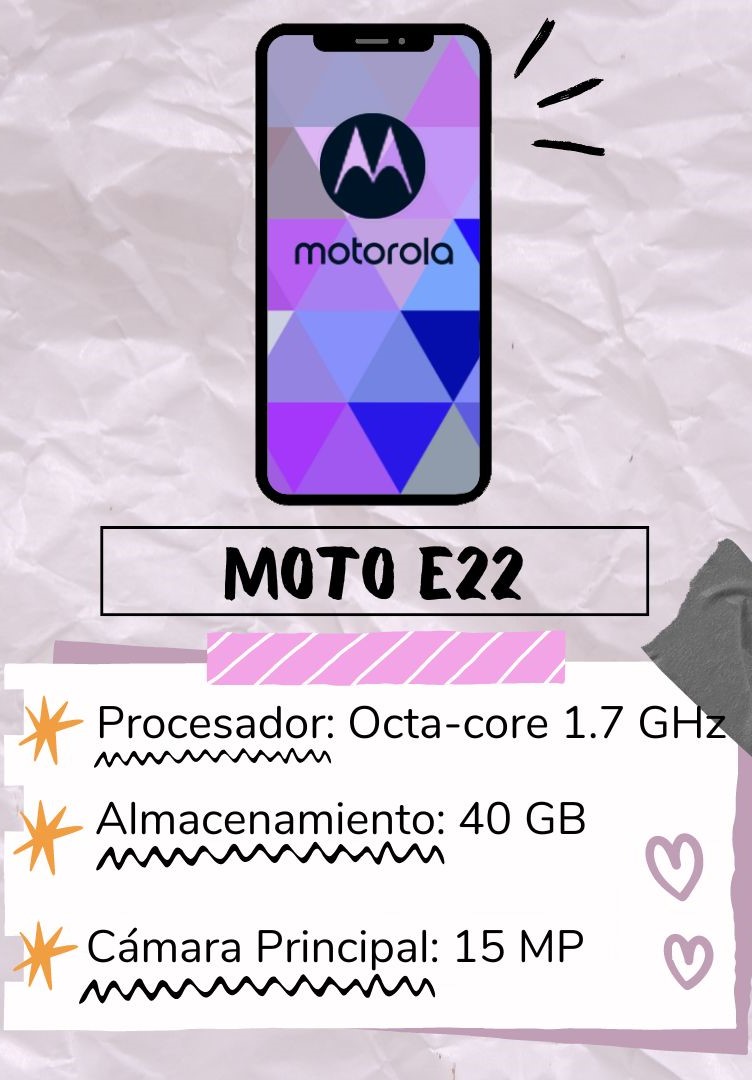 motorola
MOTO E22
Procesador: Octa-core 1.7 GHz
Almacenamiento: 40 GB
Cámara Principal: 15 MP